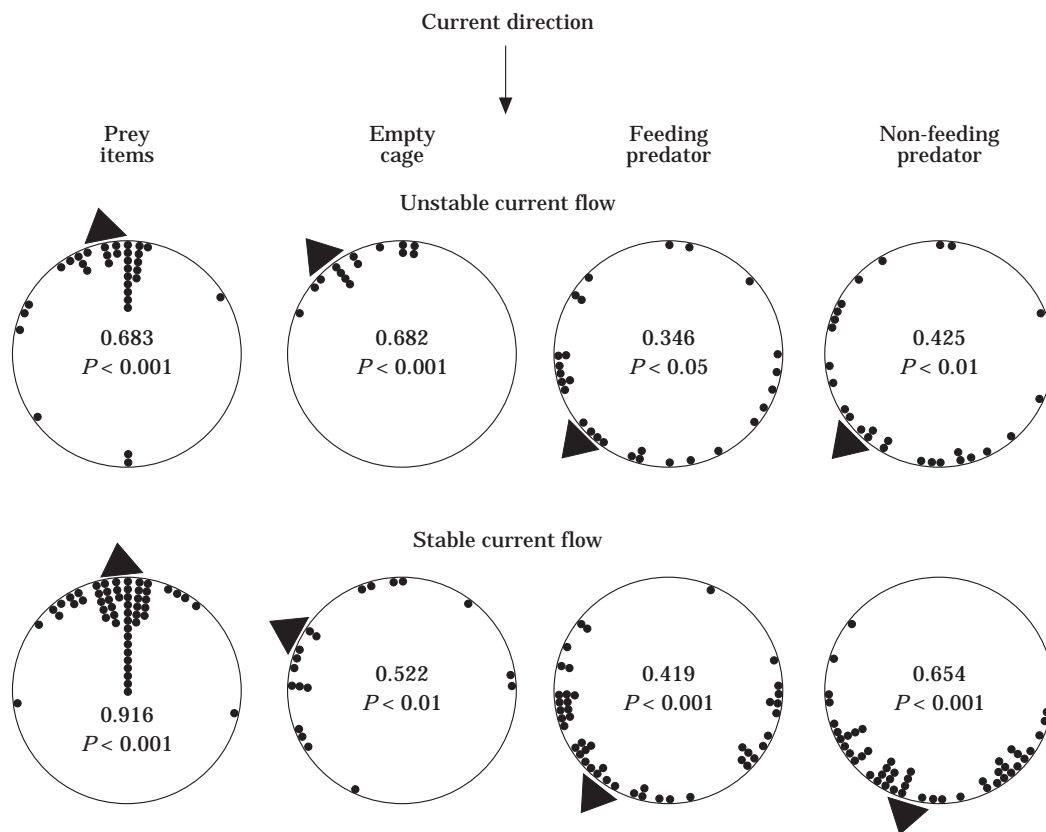 Current direction
Prey items
Empty cage
Feeding predator
Non-feeding predator
Unstable current flow
0.683
P < 0.001
0.682
P < 0.001
0.346
P < 0.05
0.425
P < 0.01
Stable current flow
0.916
P < 0.001
0.522
P < 0.01
0.419
P < 0.001
0.654
P < 0.001